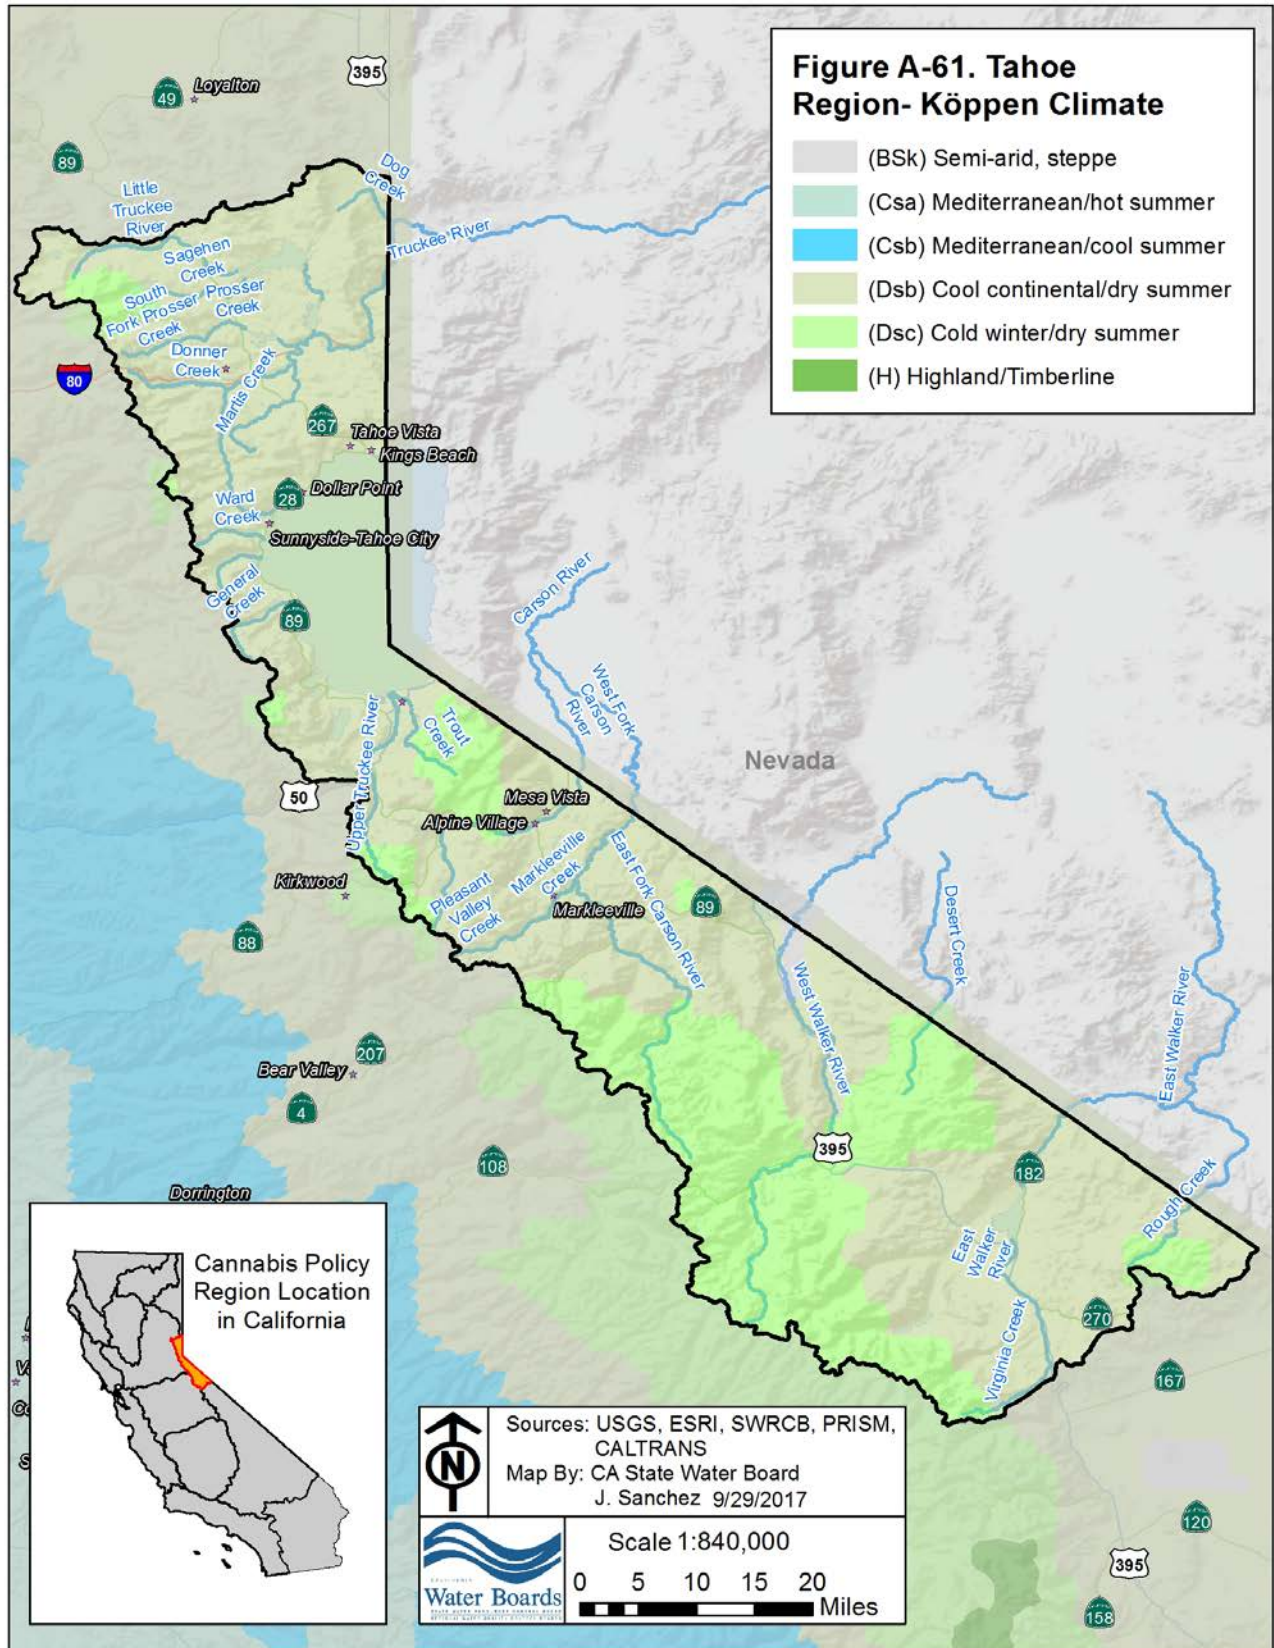 Figure A-61. Tahoe
Region- Köppen Climate
(BSk) Semi-arid, steppe
(Csa) Mediterranean/hot summer
(Csb) Mediterranean/cool summer
(Dsb) Cool continental/dry summer
(Dsc) Cold winter/dry summer
(H) Highland/Timberline
395
49
Loyalton
89
Dog
Creek
Little
Truckee
River
Truckee River
Sagehen
Creek
South
Fork Prosser
Creek
Prosser
Creek
Donner
Creek
80
Martis Creek
267
Tahoe Vista
Kings Beach
28
Dollar Point
Ward
Creek
Sunnyside-Tahoe City
General
Creek
89
Carson River
West Fork
Carson
River
Upper Truckee River
Trout
Creek
Nevada
50
Mesa Vista
Alpine Village
Kirkwood
Pleasant
Valley
Creek
Markleeville
Creek
Markleeville
East Fork Carson River
89
88
West Walker River
Desert Creek
East Walker River
207
Bear Valley
4
108
395
182
Rough Creek
East
Walker
River
270
Virginia Creek
167
Dorrington
120
395
158
Cannabis Policy
Region Location
in California
N
Sources: USGS, ESRI, SWRCB, PRISM,
CALTRANS
Map By: CA State Water Board
J. Sanchez 9/29/2017
Water Boards
Scale 1:840,000
0 5 10 15 20
Miles